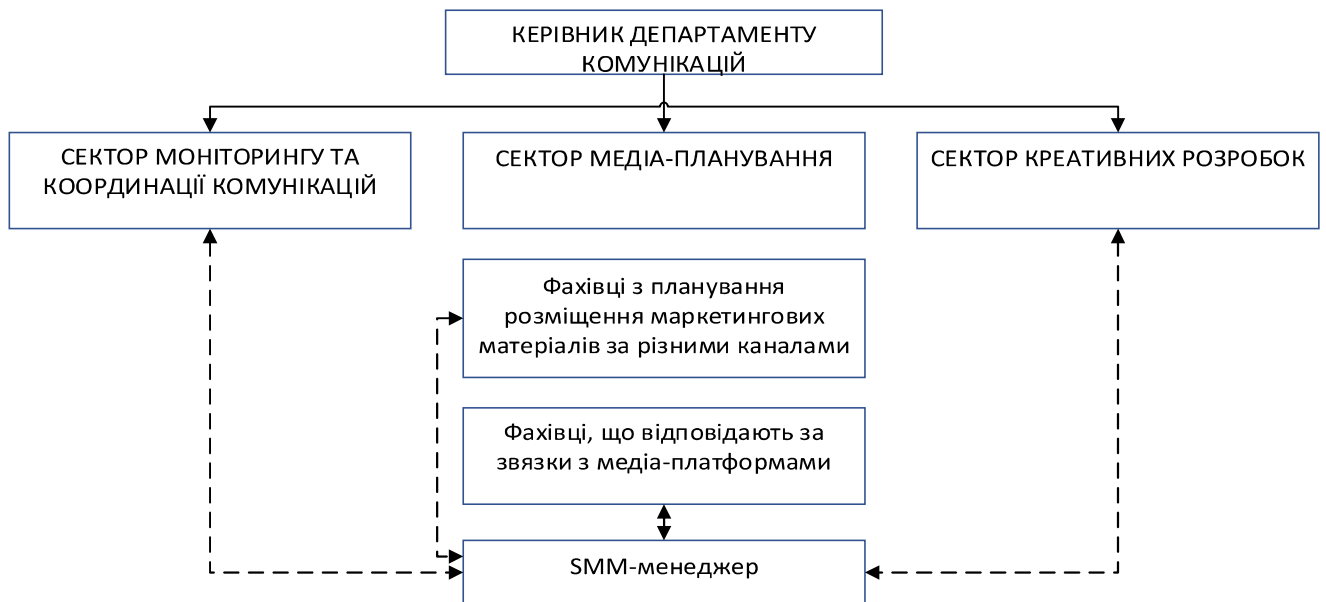 КЕРІВНИК ДЕПАРТАМЕНТУ
КОМУНІКАЦІЙ
СЕКТОР МОНІТОРИНГУ ТА
КООРДИНАЦІЇ КОМУНІКАЦІЙ
СЕКТОР МЕДІА-ПЛАНУВАННЯ
СЕКТОР КРЕАТИВНИХ РОЗРОБОК
Фахівці з планування
розміщення маркетингових
матеріалів за різними каналами
Фахівці, що відповідають за
звязки з медіа-платформами
SMM-менеджер